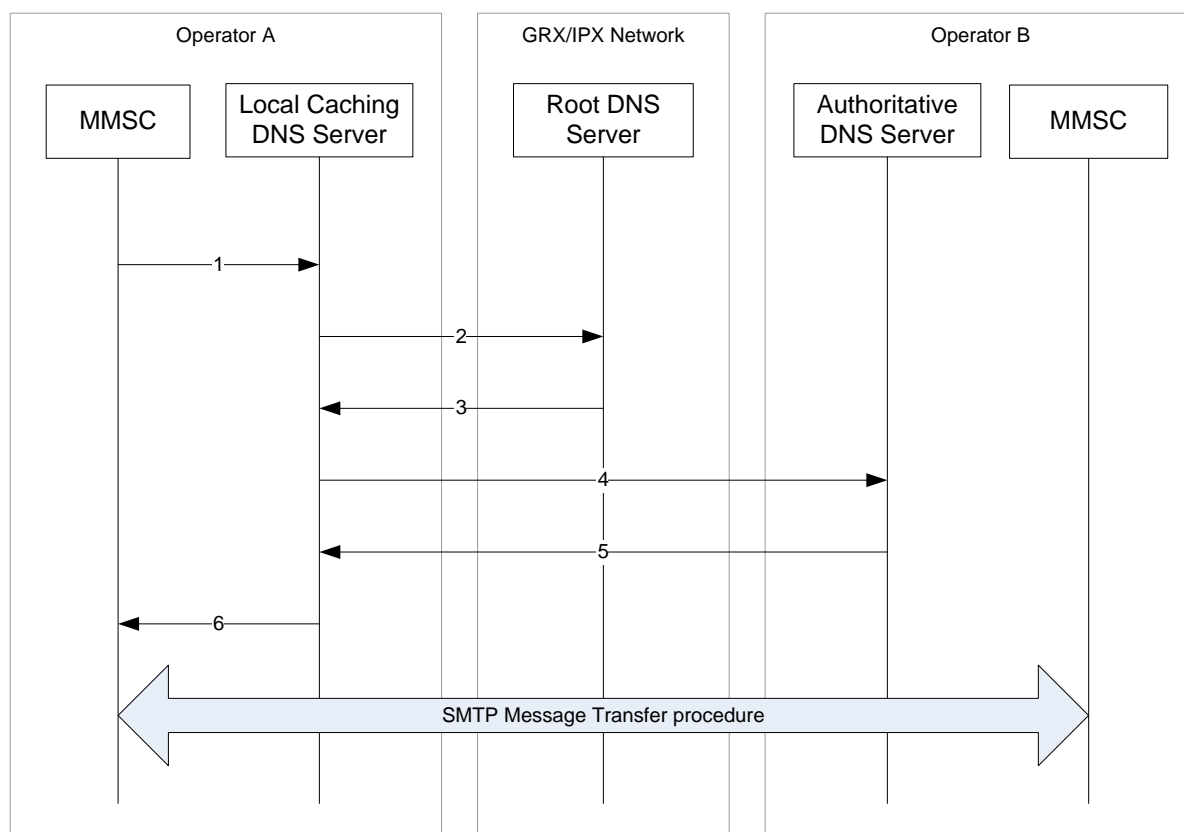 Operator A
GRX/IPX Network
Operator B
MMSC
Local Caching
DNS Server
Root DNS
Server
Authoritative
DNS Server
MMSC
1
2
3
4
5
6
SMTP Message Transfer procedure